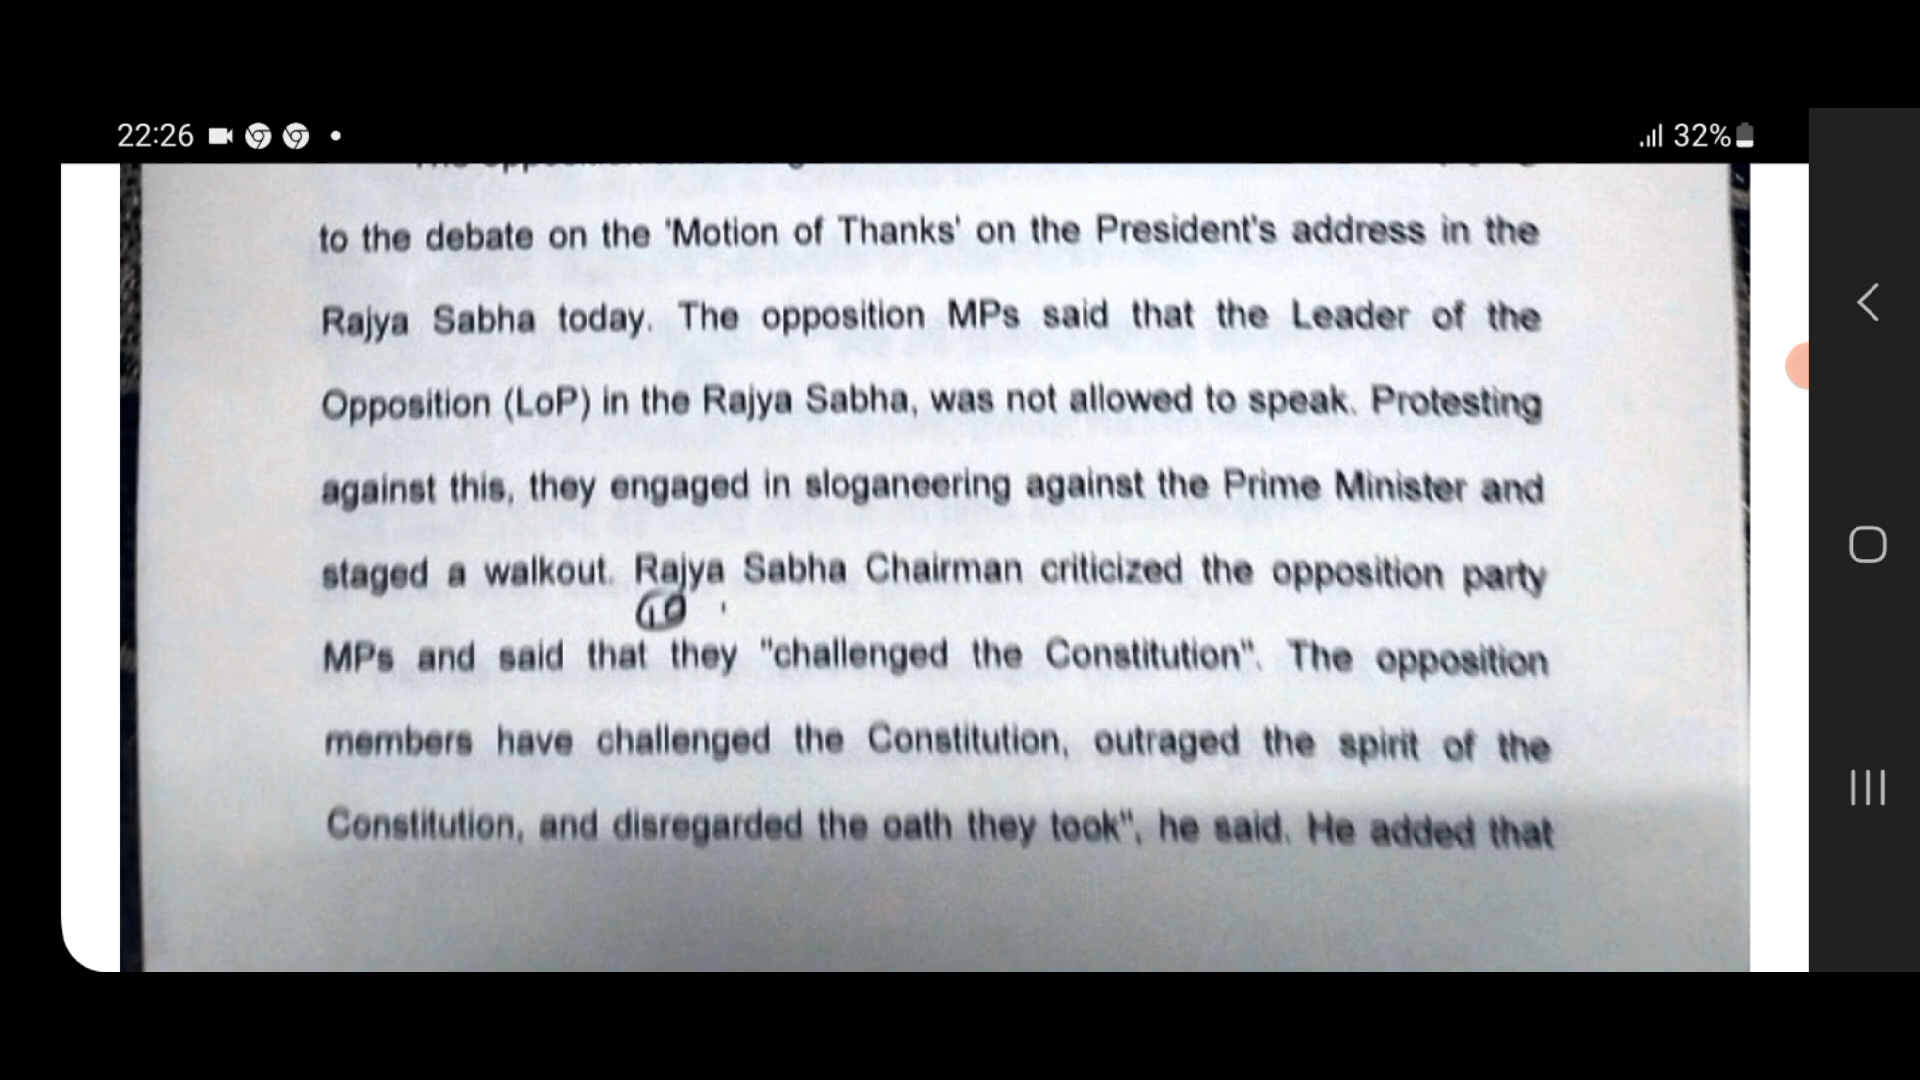 22:26
32%
to the debate on the 'Motion of Thanks' on the President's address in the
Rajya Sabha today. The opposition MPs said that the Leader of the
Opposition (LoP) in the Rajya Sabha, was not allowed to speak. Protesting
against this, they engaged in sloganeering against the Prime Minister and
staged a walkout. Rajya Sabha Chairman criticized the opposition party
10
MPs and said that they "challenged the Constitution". The opposition
members have challenged the Constitution, outraged the spirit of the
Constitution, and disregarded the oath they took", he said. He added that